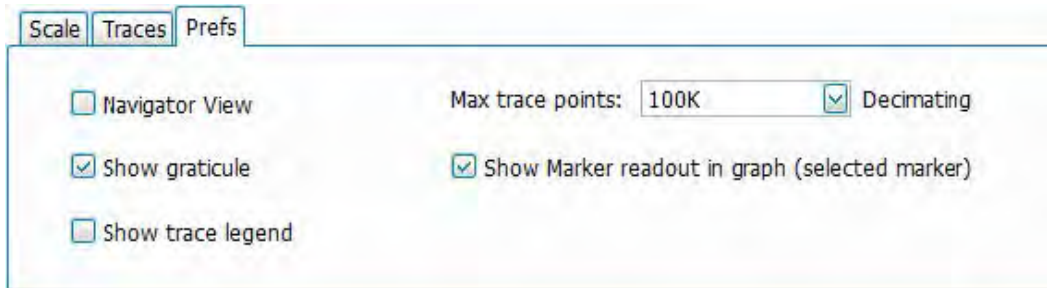 Scale Traces Prefs
Navigator View Max trace points: 100K Decimating
Show graticule Show Marker readout in graph (selected marker)
Show trace legend